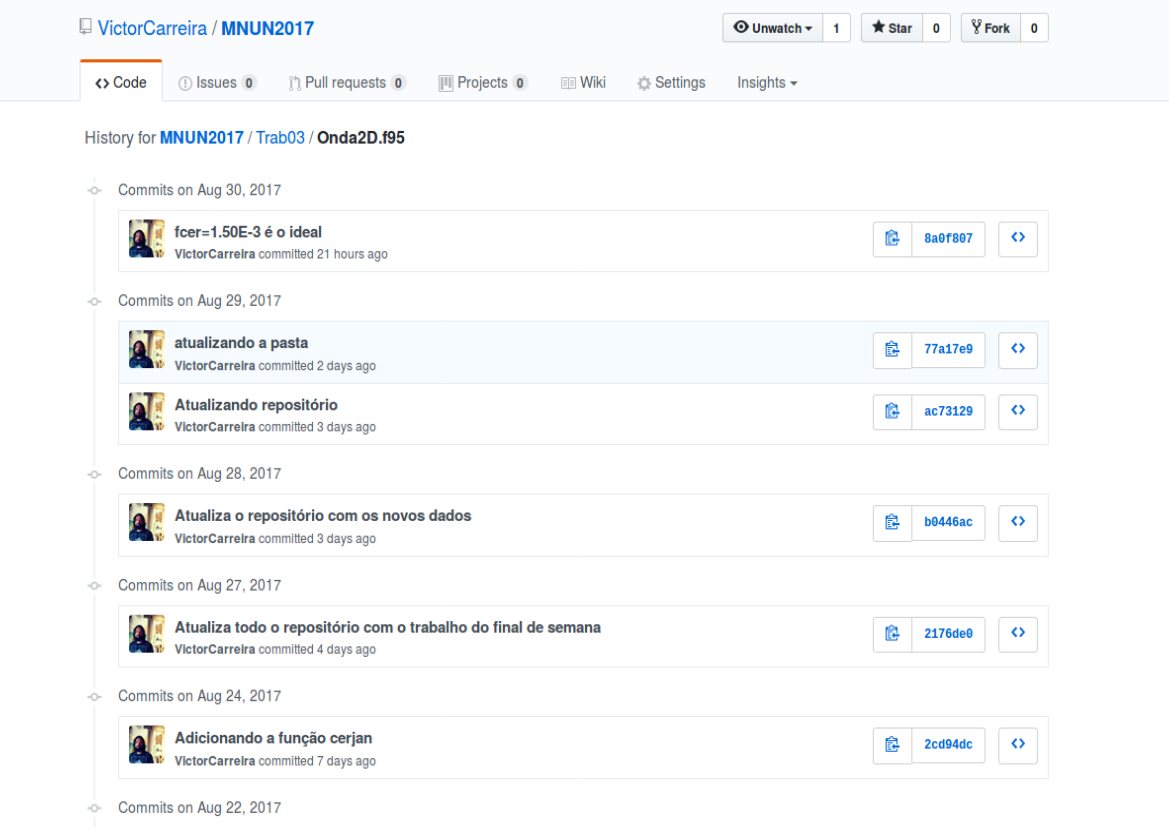 VictorCarreira / MNUN2017 Unwatch 1 Star 0 Fork 0
Code Issues 0 Pull requests 0 Projects 0 Wiki Settings Insights
History for MNUN2017 / Trab03 / Onda2D.f95
Commits on Aug 30, 2017
fcer=1.50E-3 é o ideal
VictorCarreira committed 21 hours ago
8a0f807
Commits on Aug 29, 2017
atualizando a pasta
VictorCarreira committed 2 days ago
77a17e9
Atualizando repositório
VictorCarreira committed 3 days ago
ac73129
Commits on Aug 28, 2017
Atualiza o repositório com os novos dados
VictorCarreira committed 3 days ago
b0446ac
Commits on Aug 27, 2017
Atualiza todo o repositório com o trabalho do final de semana
VictorCarreira committed 4 days ago
2176de0
Commits on Aug 24, 2017
Adicionando a função cerjan
VictorCarreira committed 7 days ago
2cd94dc
Commits on Aug 22, 2017